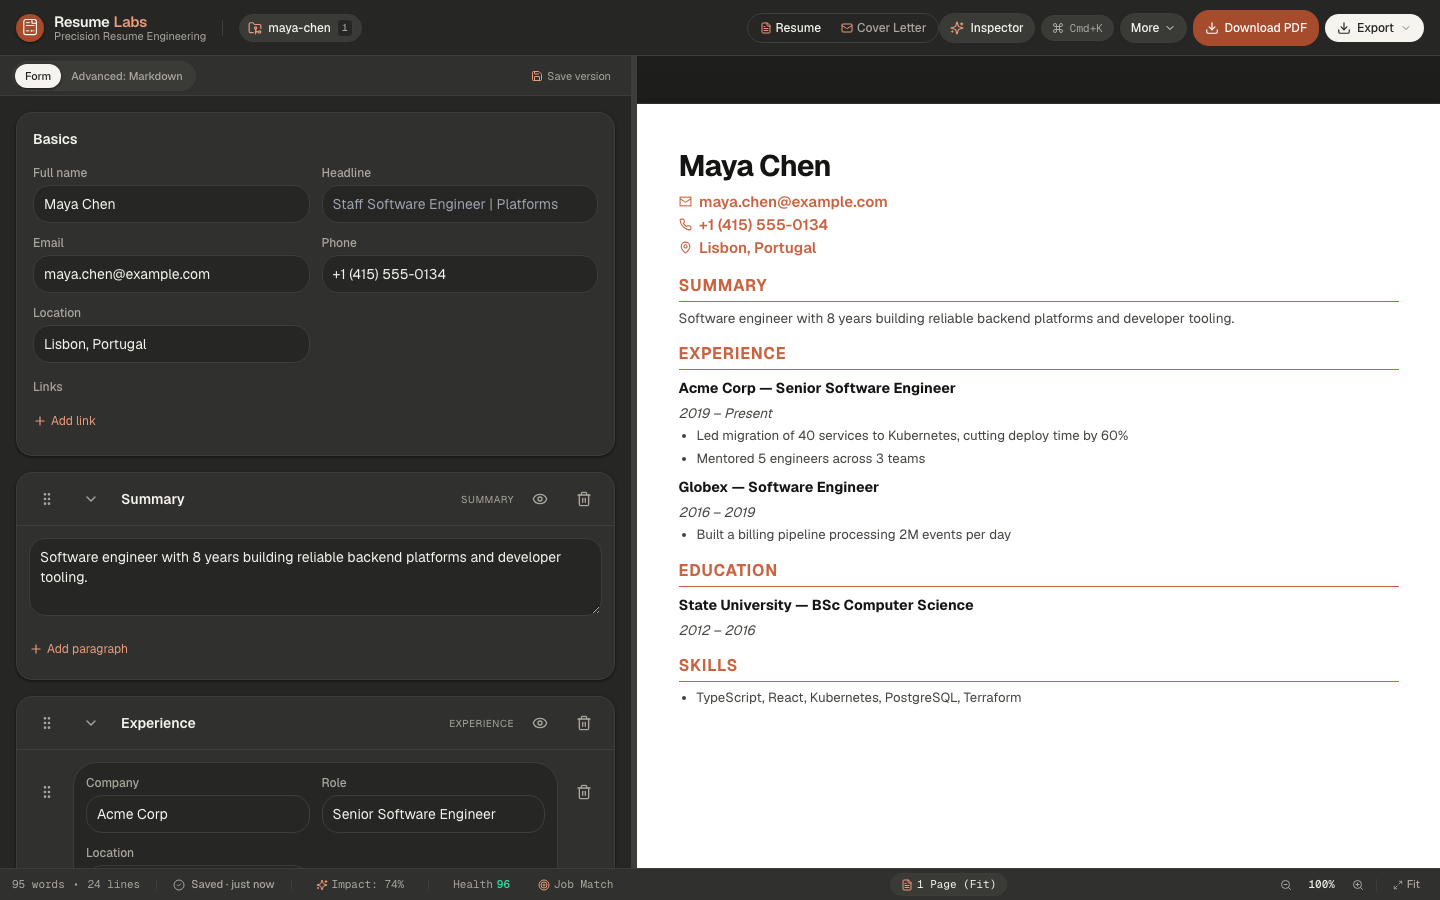 Resume Labs
Precision Resume Engineering
maya-chen 1
Resume
Cover Letter
Inspector
⌘ Cmd+K
More
Download PDF
Export
Form
Advanced: Markdown
Save version
Basics
Full name
Headline
Maya Chen
Staff Software Engineer | Platforms
Email
Phone
maya.chen@example.com
+1 (415) 555-0134
Location
Lisbon, Portugal
Links
+ Add link
Summary
SUMMARY
Software engineer with 8 years building reliable backend platforms and developer
tooling.
+ Add paragraph
Experience
EXPERIENCE
Company
Role
Acme Corp
Senior Software Engineer
Location
Maya Chen
maya.chen@example.com
+1 (415) 555-0134
Lisbon, Portugal
SUMMARY
Software engineer with 8 years building reliable backend platforms and developer tooling.
EXPERIENCE
Acme Corp — Senior Software Engineer
2019 – Present
• Led migration of 40 services to Kubernetes, cutting deploy time by 60%
• Mentored 5 engineers across 3 teams
Globex — Software Engineer
2016 – 2019
• Built a billing pipeline processing 2M events per day
EDUCATION
State University — BSc Computer Science
2012 – 2016
SKILLS
• TypeScript, React, Kubernetes, PostgreSQL, Terraform
95 words • 24 lines
Saved · just now
Impact: 74%
Health 96
Job Match
1 Page (Fit)
100%
Fit